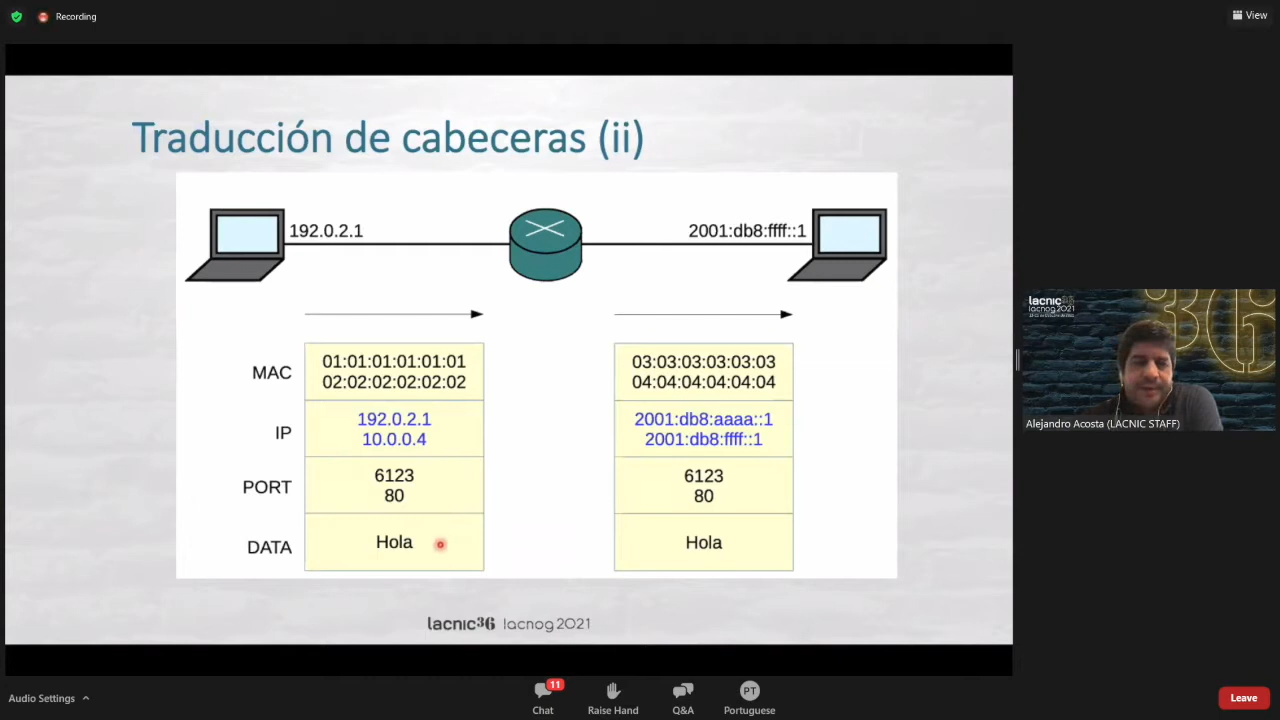 Recording
View
Traducción de cabeceras (ii)
192.0.2.1
2001:db8:ffff::1
MAC
01:01:01:01:01:01
02:02:02:02:02:02
03:03:03:03:03:03
04:04:04:04:04:04
IP
192.0.2.1
10.0.0.4
2001:db8:aaaa::1
2001:db8:ffff::1
PORT
6123
80
6123
80
DATA
Hola
Hola
lacnic36 lacnog2021
lacnic36
lacnog2021
Alejandro Acosta (LACNIC STAFF)
Audio Settings
11
Chat
Raise Hand
Q&A
PT
Portuguese
Leave